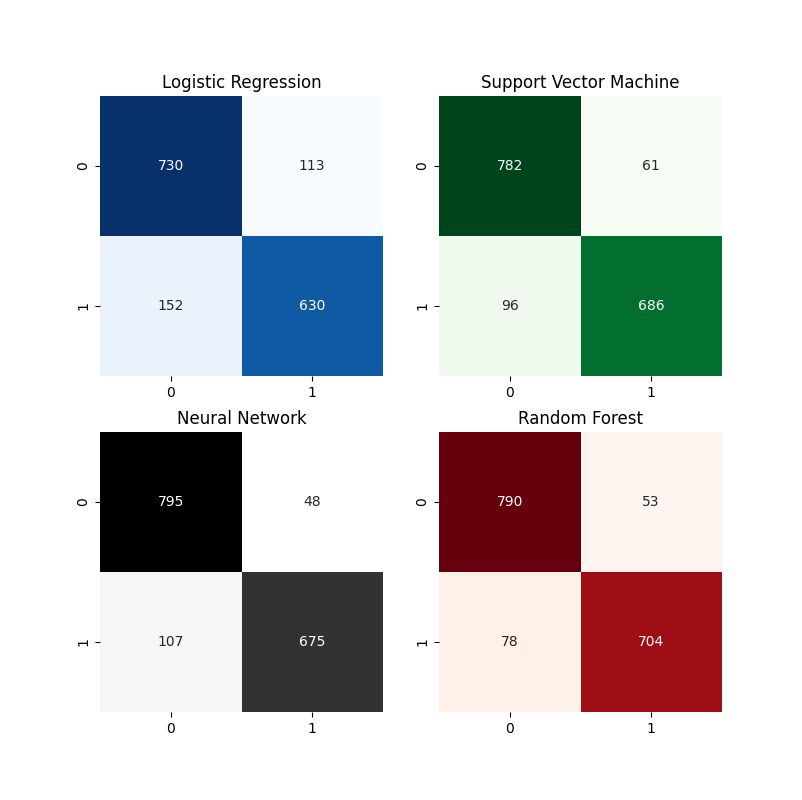 Logistic Regression
0 730 113
1 152 630
0 1
Support Vector Machine
0 782 61
1 96 686
0 1
Neural Network
0 795 48
1 107 675
0 1
Random Forest
0 790 53
1 78 704
0 1